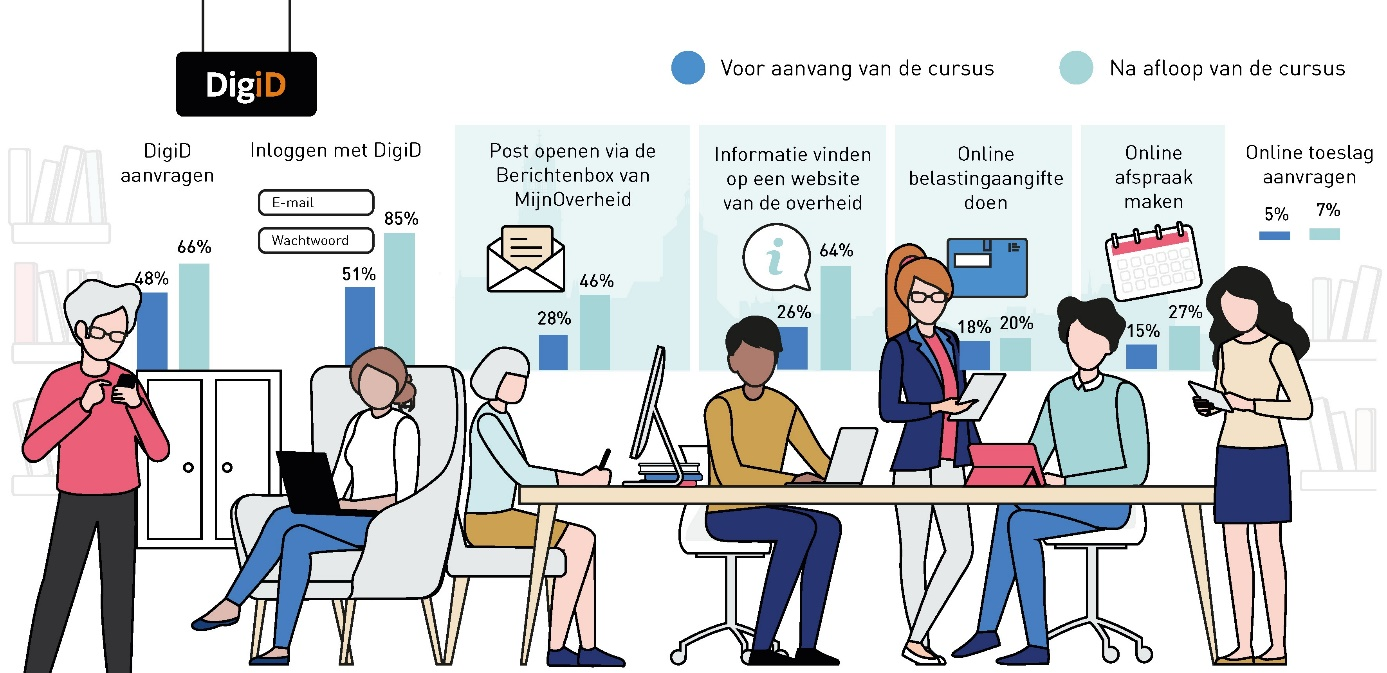 DigiD
Voor aanvang van de cursus
Na afloop van de cursus
DigiD
aanvragen
48%
66%
Inloggen met DigiD
E-mail
Wachtwoord
51%
85%
Post openen via de
Berichtenbox van
MijnOverheid
28%
46%
Informatie vinden
op een website
van de overheid
i
26%
64%
Online
belastingaangifte
doen
18%
20%
Online
afspraak
maken
15%
27%
Online toeslag
aanvragen
5%
7%